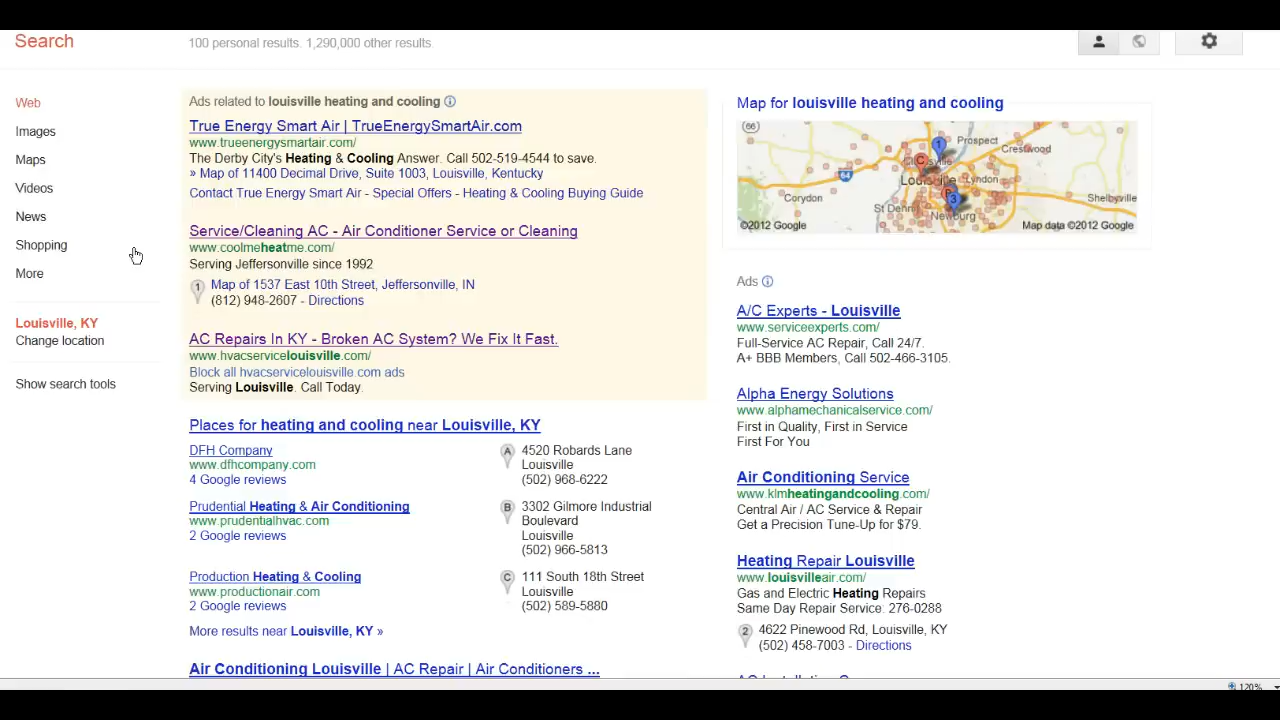 Search
100 personal results. 1,290,000 other results.
Web
Images
Maps
Videos
News
Shopping
More
Louisville, KY
Change location
Show search tools
Ads related to louisville heating and cooling
True Energy Smart Air | TrueEnergySmartAir.com
www.trueenergysmartair.com/
The Derby City's Heating & Cooling Answer. Call 502-519-4544 to save.
» Map of 11400 Decimal Drive, Suite 1003, Louisville, Kentucky
Contact True Energy Smart Air - Special Offers - Heating & Cooling Buying Guide
Service/Cleaning AC - Air Conditioner Service or Cleaning
www.coolmeheatme.com/
Serving Jeffersonville since 1992
1 Map of 1537 East 10th Street, Jeffersonville, IN
(812) 948-2607 - Directions
AC Repairs In KY - Broken AC System? We Fix It Fast.
www.hvacservicelouisville.com/
Block all hvacservicelouisville.com ads
Serving Louisville. Call Today.
Places for heating and cooling near Louisville, KY
DFH Company
www.dfhcompany.com
4 Google reviews
A 4520 Robards Lane
Louisville
(502) 968-6222
Prudential Heating & Air Conditioning
www.prudentialhvac.com
2 Google reviews
B 3302 Gilmore Industrial
Boulevard
Louisville
(502) 966-5813
Production Heating & Cooling
www.productionair.com
2 Google reviews
C 111 South 18th Street
Louisville
(502) 589-5880
More results near Louisville, KY »
Air Conditioning Louisville | AC Repair | Air Conditioners ...
Map for louisville heating and cooling
66
Prospect
Crestwood
1
C
64
Lyndon
Corydon
Shelbyville
3
Newburg
©2012 Google
Map data ©2012 Google
Ads
A/C Experts - Louisville
www.serviceexperts.com/
Full-Service AC Repair, Call 24/7.
A+ BBB Members, Call 502-466-3105.
Alpha Energy Solutions
www.alphamechanicalservice.com/
First in Quality, First in Service
First For You
Air Conditioning Service
www.klmheatingandcooling.com/
Central Air / AC Service & Repair
Get a Precision Tune-Up for $79.
Heating Repair Louisville
www.louisvilleair.com/
Gas and Electric Heating Repairs
Same Day Repair Service: 276-0288
2 4622 Pinewood Rd, Louisville, KY
(502) 458-7003 - Directions
120%